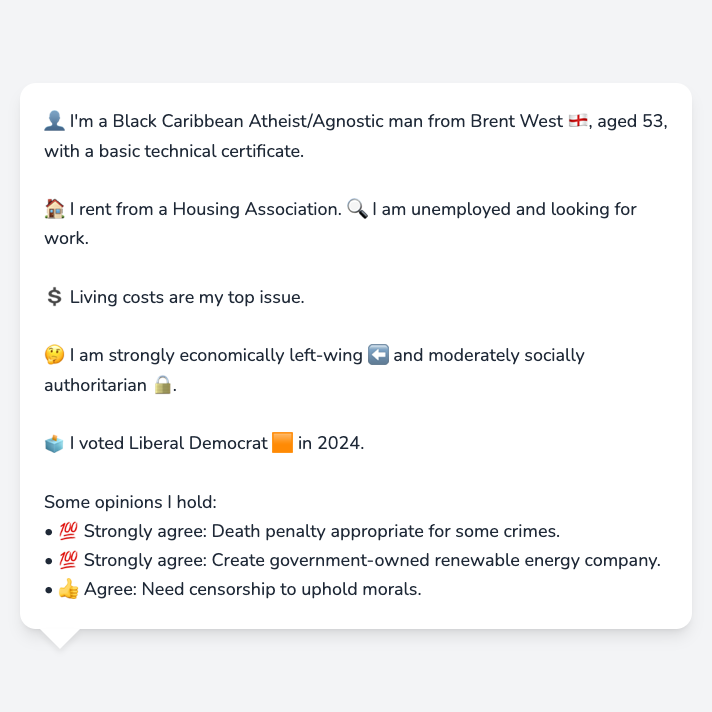 👤 I'm a Black Caribbean Atheist/Agnostic man from Brent West 🏴󠁧󠁢󠁥󠁮󠁧󠁿, aged 53,
with a basic technical certificate.
🏠 I rent from a Housing Association. 🔍 I am unemployed and looking for
work.
💲 Living costs are my top issue.
🤔 I am strongly economically left-wing ⬅️ and moderately socially
authoritarian 🔒.
🗳️ I voted Liberal Democrat 🟧 in 2024.
Some opinions I hold:
• 💯 Strongly agree: Death penalty appropriate for some crimes.
• 💯 Strongly agree: Create government-owned renewable energy company.
• 👍 Agree: Need censorship to uphold morals.